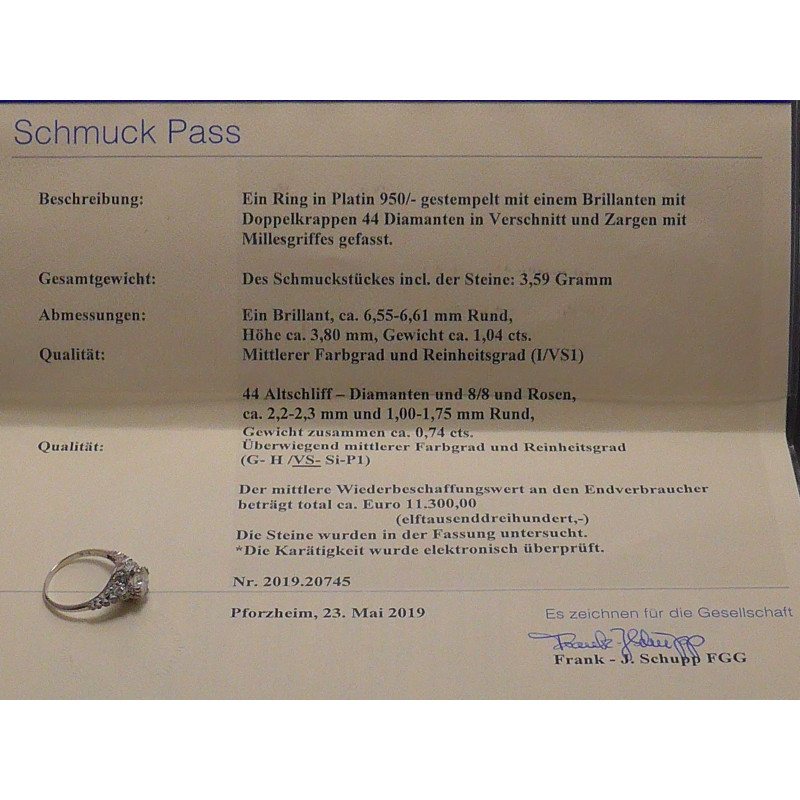 Schmuck Pass
Beschreibung: Ein Ring in Platin 950/- gestempelt mit einem Brillanten mit
Doppelkrappen 44 Diamanten in Verschnitt und Zargen mit
Millesgriffes gefasst.
Gesamtgewicht: Des Schmuckstückes incl. der Steine: 3,59 Gramm
Abmessungen: Ein Brillant, ca. 6,55-6,61 mm Rund,
Höhe ca. 3,80 mm, Gewicht ca. 1,04 cts.
Qualität: Mittlerer Farbgrad und Reinheitsgrad (I/VS1)
44 Altschliff – Diamanten und 8/8 und Rosen,
ca. 2,2-2,3 mm und 1,00-1,75 mm Rund,
Gewicht zusammen ca. 0,74 cts.
Qualität: Überwiegend mittlerer Farbgrad und Reinheitsgrad
(G- H /VS- Si-P1)
Der mittlere Wiederbeschaffungswert an den Endverbraucher
beträgt total ca. Euro 11.300,00
(elftausenddreihundert,-)
Die Steine wurden in der Fassung untersucht.
*Die Karätigkeit wurde elektronisch überprüft.
Nr. 2019.20745
Pforzheim, 23. Mai 2019
Es zeichnen für die Gesellschaft
Frank - J. Schupp
Frank - J. Schupp FGG